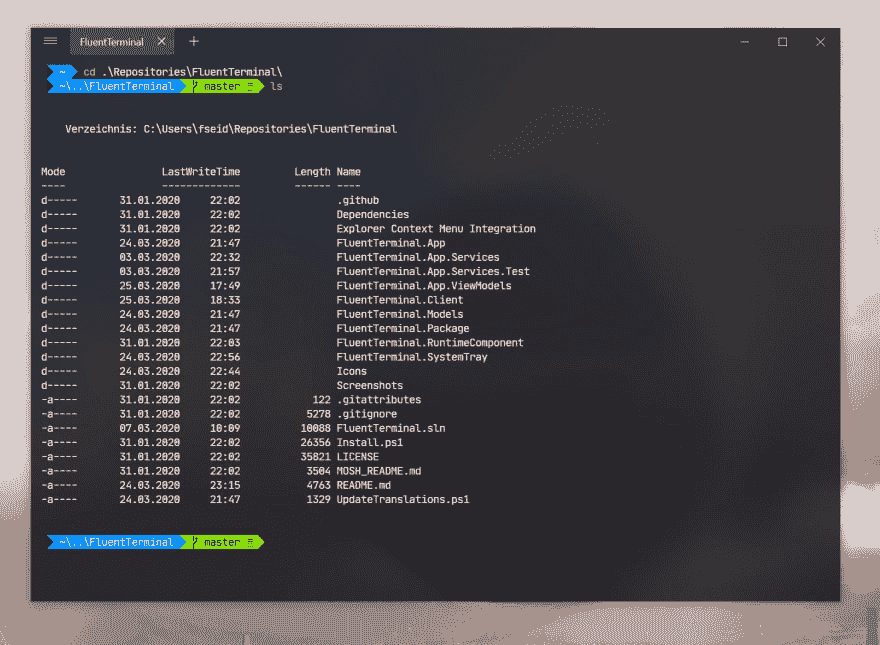 FluentTerminal
~ cd .\Repositories\FluentTerminal\
~\..\FluentTerminal master ≡ ls
Verzeichnis: C:\Users\fseid\Repositories\FluentTerminal
Mode LastWriteTime Length Name
---- ------------- ------ ----
d----- 31.01.2020 22:02 .github
d----- 31.01.2020 22:02 Dependencies
d----- 31.01.2020 22:02 Explorer Context Menu Integration
d----- 24.03.2020 21:47 FluentTerminal.App
d----- 03.03.2020 22:32 FluentTerminal.App.Services
d----- 03.03.2020 21:57 FluentTerminal.App.Services.Test
d----- 25.03.2020 17:49 FluentTerminal.App.ViewModels
d----- 25.03.2020 18:33 FluentTerminal.Client
d----- 24.03.2020 21:47 FluentTerminal.Models
d----- 24.03.2020 21:47 FluentTerminal.Package
d----- 31.01.2020 22:03 FluentTerminal.RuntimeComponent
d----- 24.03.2020 22:56 FluentTerminal.SystemTray
d----- 24.03.2020 22:44 Icons
d----- 31.01.2020 22:02 Screenshots
-a---- 31.01.2020 22:02 122 .gitattributes
-a---- 31.01.2020 22:02 5278 .gitignore
-a---- 07.03.2020 10:09 10088 FluentTerminal.sln
-a---- 31.01.2020 22:02 26356 Install.ps1
-a---- 31.01.2020 22:02 35821 LICENSE
-a---- 31.01.2020 22:02 3504 MOSH_README.md
-a---- 24.03.2020 23:15 4763 README.md
-a---- 24.03.2020 21:47 1329 UpdateTranslations.ps1
~\..\FluentTerminal master ≡